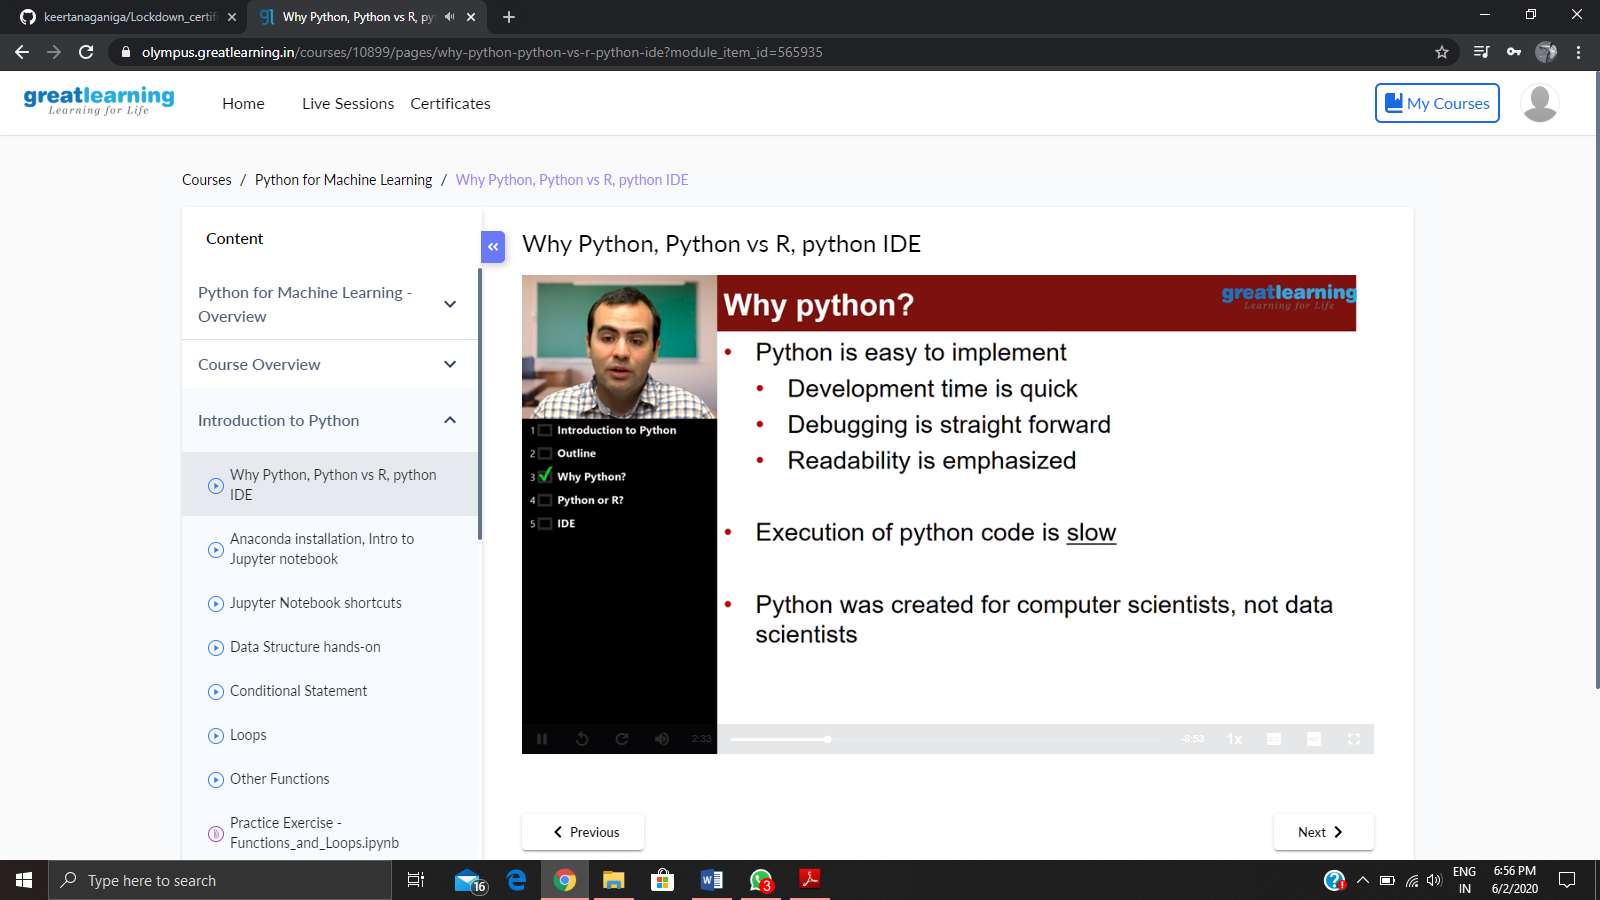 keertanaganiga/Lockdown_certifi
Why Python, Python vs R, py
olympus.greatlearning.in/courses/10899/pages/why-python-python-vs-r-python-ide?module_item_id=565935
greatlearning
Learning for Life
Home
Live Sessions
Certificates
My Courses
Courses / Python for Machine Learning / Why Python, Python vs R, python IDE
Content
Python for Machine Learning -
Overview
Course Overview
Introduction to Python
Why Python, Python vs R, python
IDE
Anaconda installation, Intro to
Jupyter notebook
Jupyter Notebook shortcuts
Data Structure hands-on
Conditional Statement
Loops
Other Functions
Practice Exercise -
Functions_and_Loops.ipynb
Why Python, Python vs R, python IDE
Why python?
greatlearning
Learning for Life
• Python is easy to implement
• Development time is quick
• Debugging is straight forward
• Readability is emphasized
• Execution of python code is slow
• Python was created for computer scientists, not data
scientists
1 Introduction to Python
2 Outline
3 Why Python?
4 Python or R?
5 IDE
2:33
-8:53
1x
Previous
Next
Type here to search
16
3
ENG
IN
6:56 PM
6/2/2020